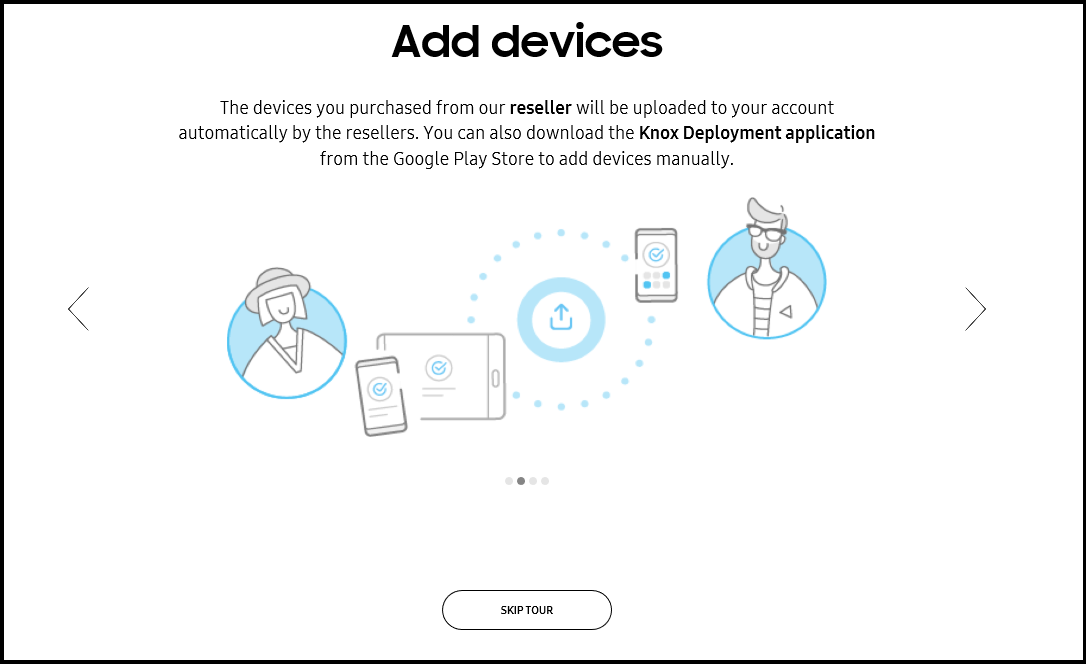 Add devices
The devices you purchased from our reseller will be uploaded to your account
automatically by the resellers. You can also download the Knox Deployment application
from the Google Play Store to add devices manually.
SKIP TOUR